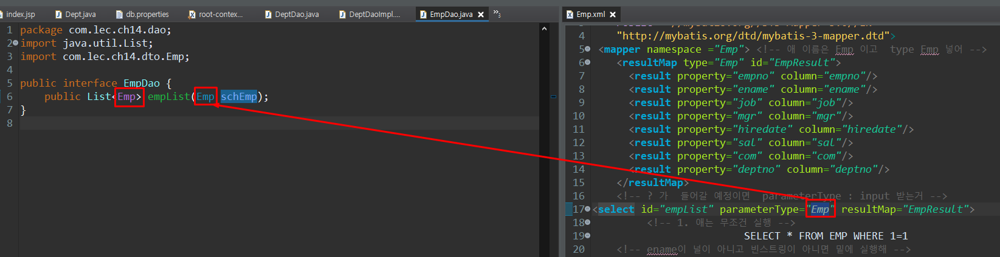 index.jsp
Dept.java
db.properties
root-contex...
DeptDao.java
DeptDaoImpl....
EmpDao.java
3
1 package com.lec.ch14.dao;
2 import java.util.List;
3 import com.lec.ch14.dto.Emp;
4
5 public interface EmpDao {
6 public List<Emp> empList(Emp schEmp);
7 }
8
Emp.xml
4 "http://mybatis.org/dtd/mybatis-3-mapper.dtd">
5 <mapper namespace ="Emp"> <!-- 애 이름은 Emp 이고 type Emp 넣어 -->
6 <resultMap type="Emp" id="EmpResult">
7 <result property="empno" column="empno"/>
8 <result property="ename" column="ename"/>
9 <result property="job" column="job"/>
10 <result property="mgr" column="mgr"/>
11 <result property="hiredate" column="hiredate"/>
12 <result property="sal" column="sal"/>
13 <result property="com" column="com"/>
14 <result property="deptno" column="deptno"/>
15 </resultMap>
16 <!-- ? 가 들어갈 예정이면 parameterType : input 받는거 -->
17 <select id="empList" parameterType="Emp" resultMap="EmpResult">
18 <!-- 1. 애는 무조건 실행 -->
19 SELECT * FROM EMP WHERE 1=1
20 <!-- ename이 널이 아니고 빈스트링이 아니면 밑에 실행해 -->